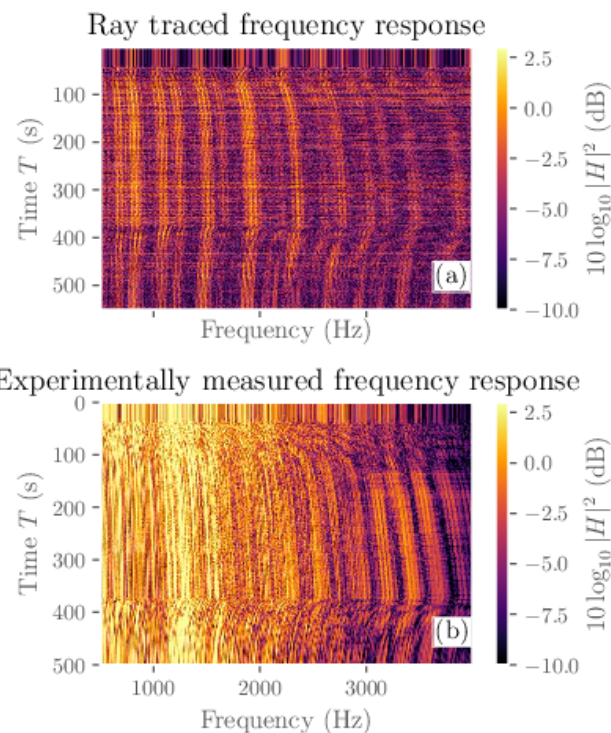 Ray traced frequency response
100
200
300
400
500
Time T (s)
Frequency (Hz)
(a)
2.5
0.0
−2.5
−5.0
−7.5
−10.0
10 log₁₀ |H|² (dB)
Experimentally measured frequency response
0
100
200
300
400
500
Time T (s)
1000
2000
3000
Frequency (Hz)
(b)
2.5
0.0
−2.5
−5.0
−7.5
−10.0
10 log₁₀ |H|² (dB)